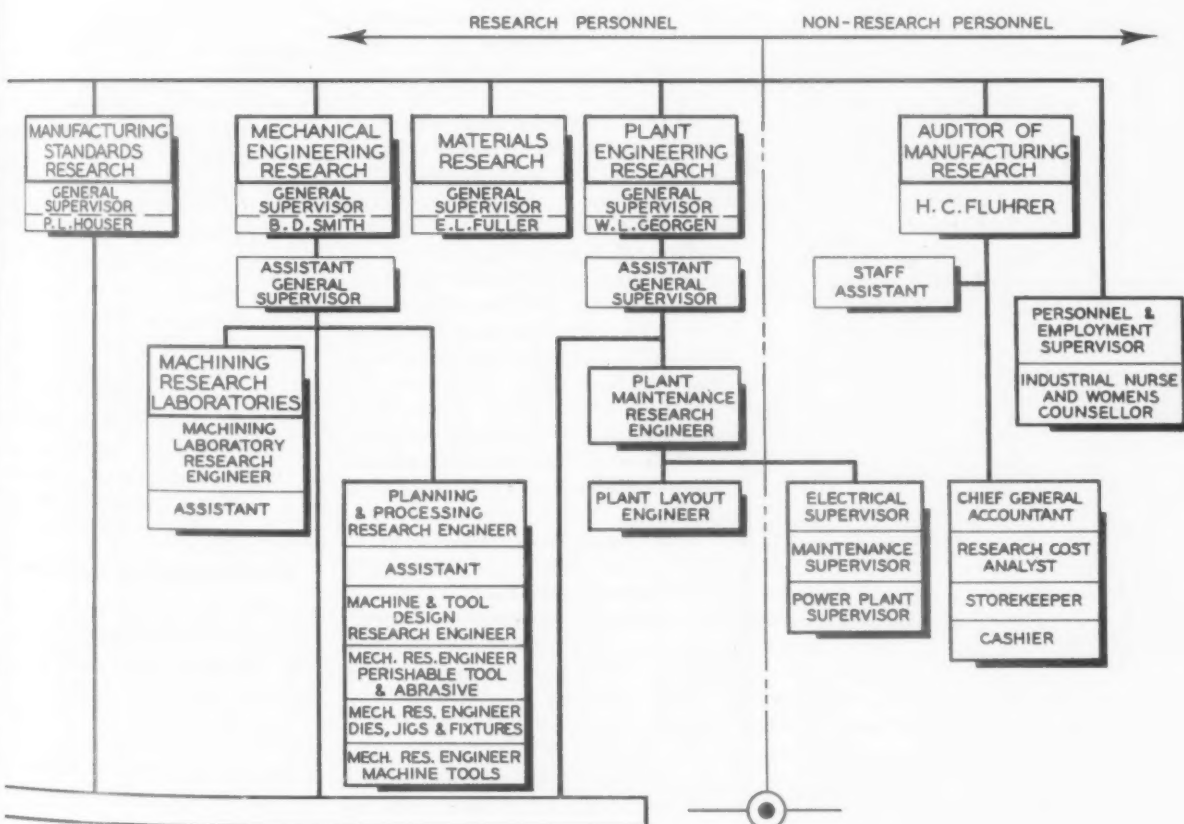 RESEARCH PERSONNEL
NON-RESEARCH PERSONNEL
MANUFACTURING
STANDARDS
RESEARCH
GENERAL
SUPERVISOR
P.L.HOUSER
MECHANICAL
ENGINEERING
RESEARCH
GENERAL
SUPERVISOR
B.D.SMITH
MATERIALS
RESEARCH
GENERAL
SUPERVISOR
E.L.FULLER
PLANT
ENGINEERING
RESEARCH
GENERAL
SUPERVISOR
W.L.GEORGEN
AUDITOR OF
MANUFACTURING
RESEARCH
H.C.FLUHRER
ASSISTANT
GENERAL
SUPERVISOR
ASSISTANT
GENERAL
SUPERVISOR
STAFF
ASSISTANT
PERSONNEL &
EMPLOYMENT
SUPERVISOR
INDUSTRIAL NURSE
AND WOMENS
COUNSELLOR
MACHINING
RESEARCH
LABORATORIES
MACHINING
LABORATORY
RESEARCH
ENGINEER
ASSISTANT
PLANT
MAINTENANCE
RESEARCH
ENGINEER
PLANNING
& PROCESSING
RESEARCH ENGINEER
ASSISTANT
MACHINE & TOOL
DESIGN
RESEARCH ENGINEER
MECH. RES. ENGINEER
PERISHABLE TOOL
& ABRASIVE
MECH. RES. ENGINEER
DIES, JIGS & FIXTURES
MECH. RES. ENGINEER
MACHINE TOOLS
PLANT LAYOUT
ENGINEER
ELECTRICAL
SUPERVISOR
MAINTENANCE
SUPERVISOR
POWER PLANT
SUPERVISOR
CHIEF GENERAL
ACCOUNTANT
RESEARCH COST
ANALYST
STOREKEEPER
CASHIER